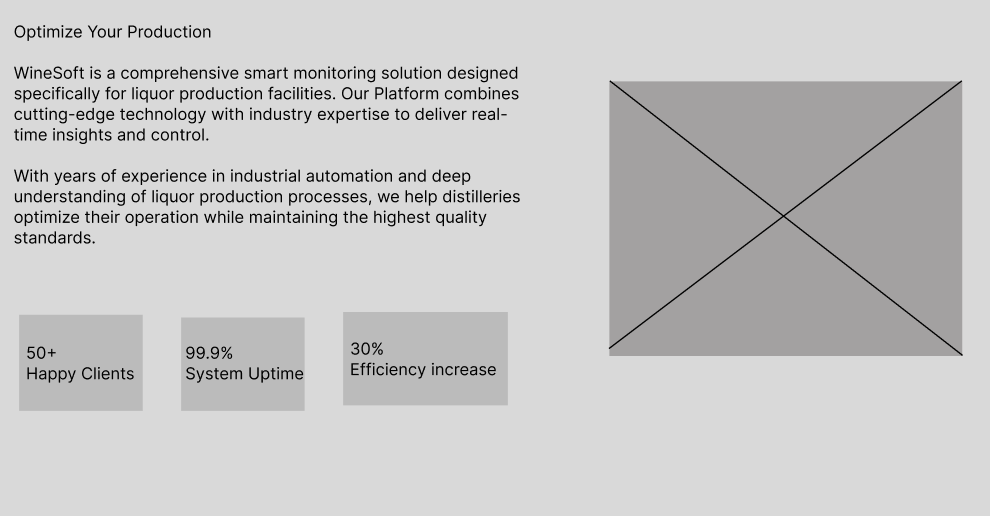 Optimize Your Production
WineSoft is a comprehensive smart monitoring solution designed
specifically for liquor production facilities. Our Platform combines
cutting-edge technology with industry expertise to deliver real-
time insights and control.
With years of experience in industrial automation and deep
understanding of liquor production processes, we help distilleries
optimize their operation while maintaining the highest quality
standards.
50+
Happy Clients
99.9%
System Uptime
30%
Efficiency increase